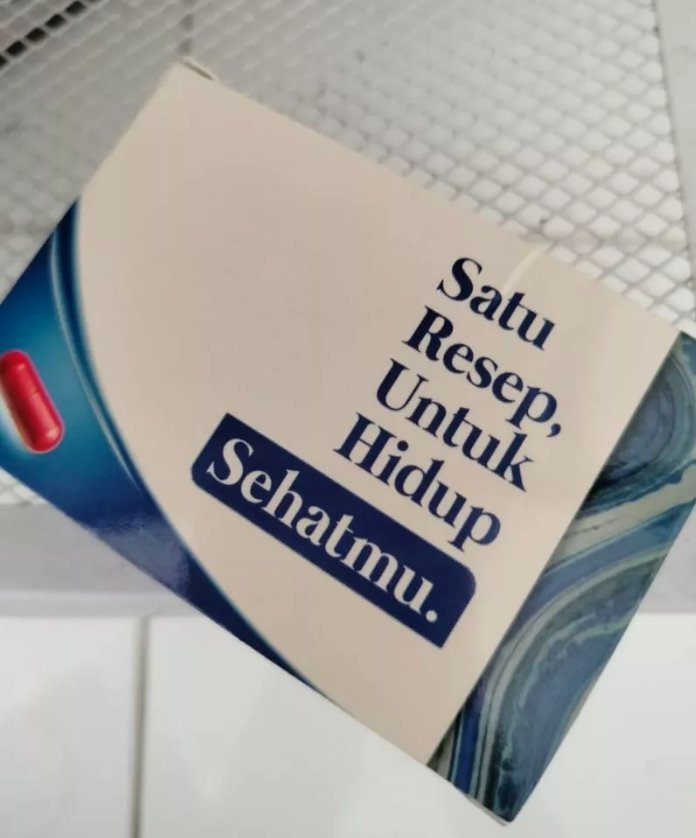 Satu
Resep,
Untuk
Hidup
Sehatmu.